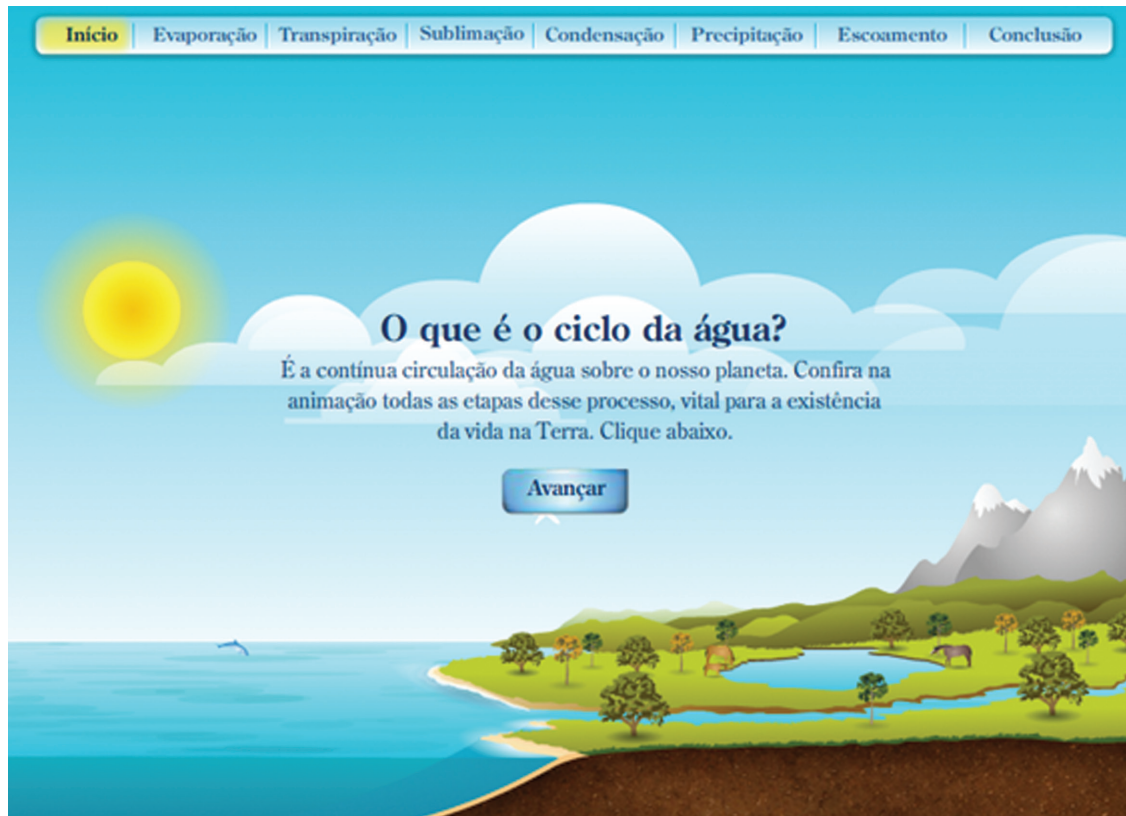 Início Evaporação Transpiração Sublimação Condensação Precipitação Escoamento Conclusão
O que é o ciclo da água?
É a contínua circulação da água sobre o nosso planeta. Confira na
animação todas as etapas desse processo, vital para a existência
da vida na Terra. Clique abaixo.
Avançar